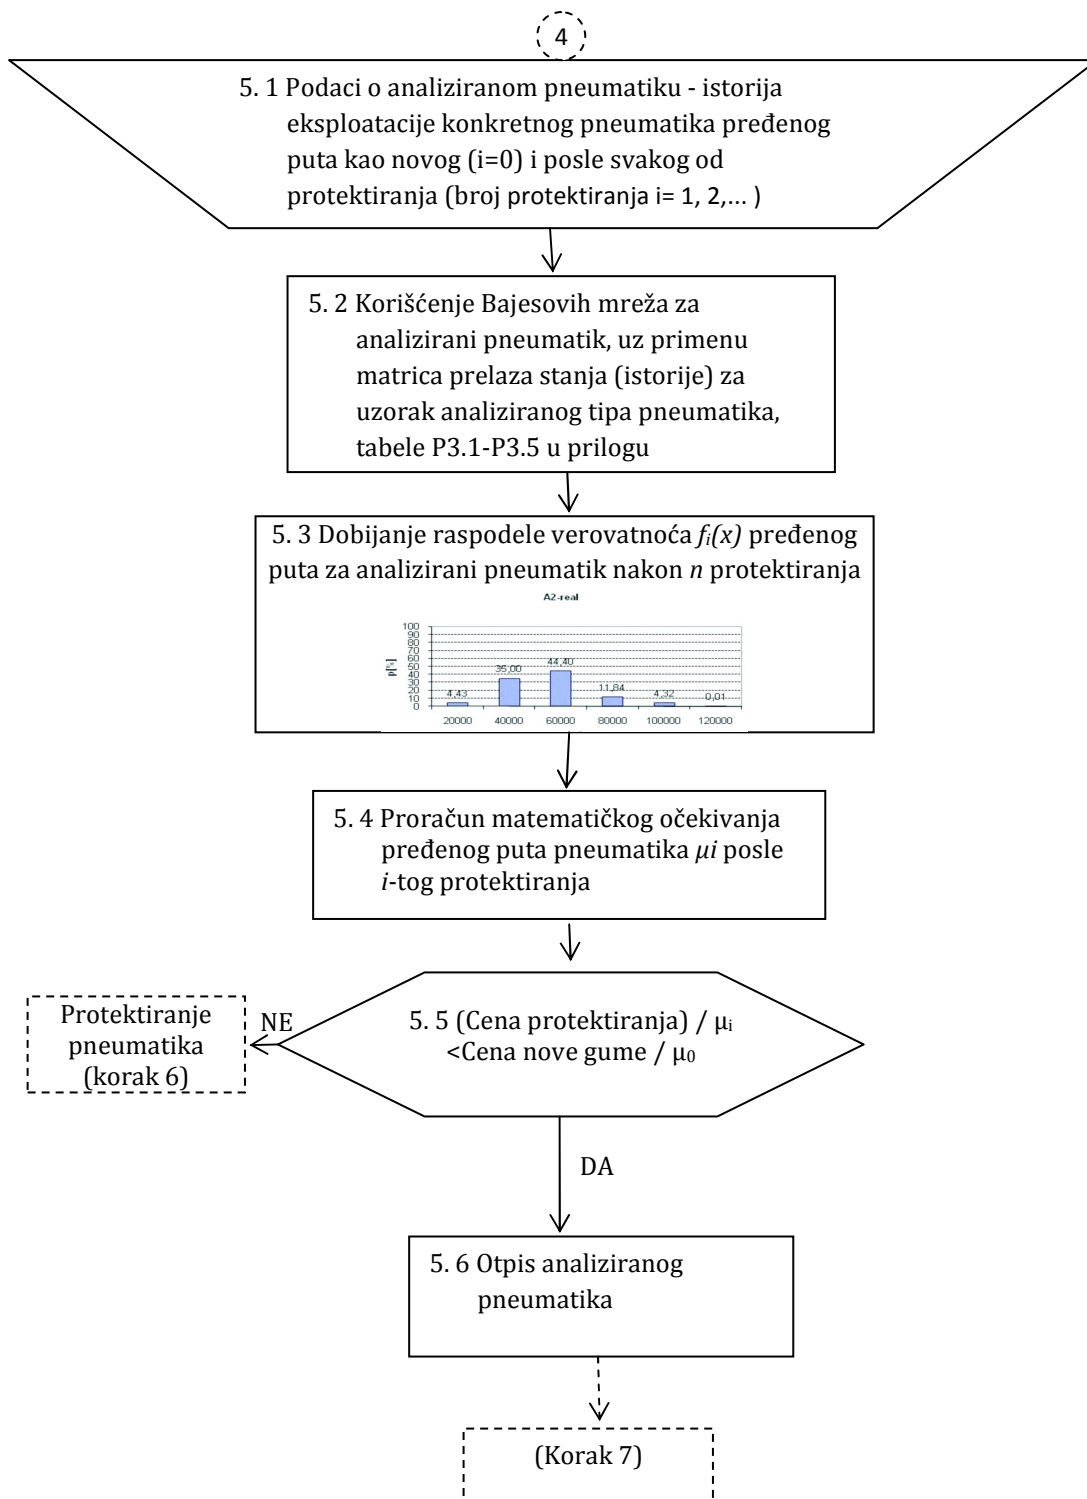 4
5. 1 Podaci o analiziranom pneumatiku - istorija
eksploatacije konkretnog pneumatika pređenog
puta kao novog (i=0) i posle svakog od
protektiranja (broj protektiranja i= 1, 2,... )
5. 2 Korišćenje Bajesovih mreža za
analizirani pneumatik, uz primenu
matrica prelaza stanja (istorije) za
uzorak analiziranog tipa pneumatika,
tabele P3.1-P3.5 u prilogu
5. 3 Dobijanje raspodele verovatnoća fᵢ(x) pređenog
puta za analizirani pneumatik nakon n protektiranja
A2-real
p[%]
100
90
80
70
60
50
40
30
20
10
0
4,43
35,00
44,40
11,84
4,32
0,01
20000 40000 60000 80000 100000 120000
5. 4 Proračun matematičkog očekivanja
pređenog puta pneumatika μi posle
i-tog protektiranja
5. 5 (Cena protektiranja) / μᵢ
<Cena nove gume / μ₀
NE
Protektiranje
pneumatika
(korak 6)
DA
5. 6 Otpis analiziranog
pneumatika
(Korak 7)